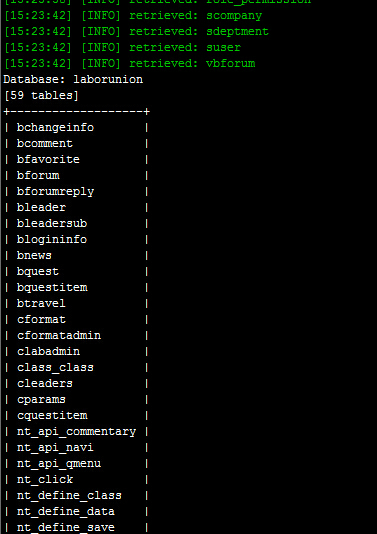 [15:23:38] [INFO] retrieved: role_permission
[15:23:42] [INFO] retrieved: scompany
[15:23:42] [INFO] retrieved: sdeptment
[15:23:42] [INFO] retrieved: suser
[15:23:42] [INFO] retrieved: vbforum
Database: laborunion
[59 tables]
+-------------------+
| bchangeinfo |
| bcomment |
| bfavorite |
| bforum |
| bforumreply |
| bleader |
| bleadersub |
| blogininfo |
| bnews |
| bquest |
| bquestitem |
| btravel |
| cformat |
| cformatadmin |
| clabadmin |
| class_class |
| cleaders |
| cparams |
| cquestitem |
| nt_api_commentary |
| nt_api_navi |
| nt_api_qmenu |
| nt_click |
| nt_define_class |
| nt_define_data |
| nt_define_save |